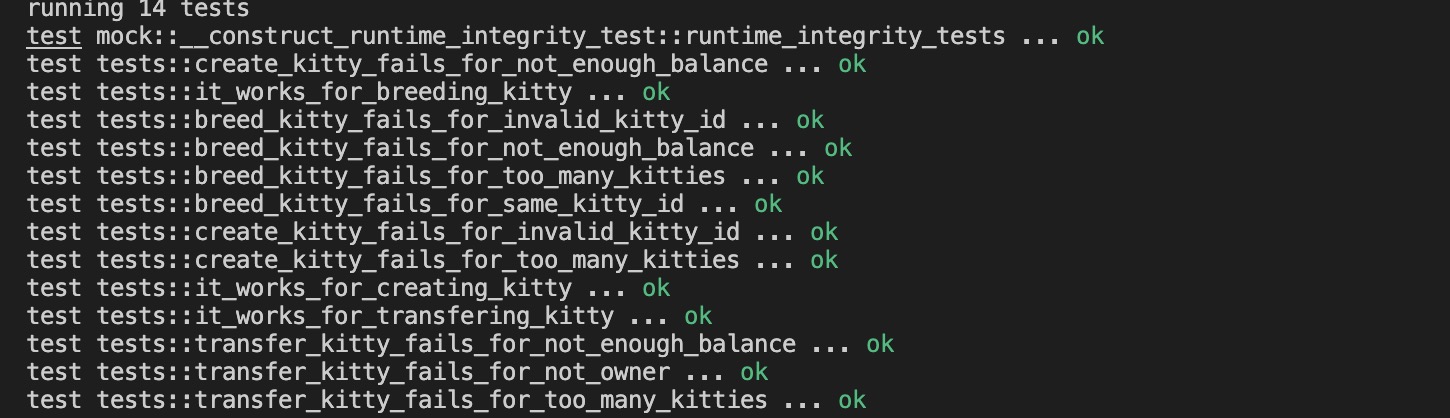 running 14 tests
test mock::__construct_runtime_integrity_test::runtime_integrity_tests ... ok
test tests::create_kitty_fails_for_not_enough_balance ... ok
test tests::it_works_for_breeding_kitty ... ok
test tests::breed_kitty_fails_for_invalid_kitty_id ... ok
test tests::breed_kitty_fails_for_not_enough_balance ... ok
test tests::breed_kitty_fails_for_too_many_kitties ... ok
test tests::breed_kitty_fails_for_same_kitty_id ... ok
test tests::create_kitty_fails_for_invalid_kitty_id ... ok
test tests::create_kitty_fails_for_too_many_kitties ... ok
test tests::it_works_for_creating_kitty ... ok
test tests::it_works_for_transfering_kitty ... ok
test tests::transfer_kitty_fails_for_not_enough_balance ... ok
test tests::transfer_kitty_fails_for_not_owner ... ok
test tests::transfer_kitty_fails_for_too_many_kitties ... ok